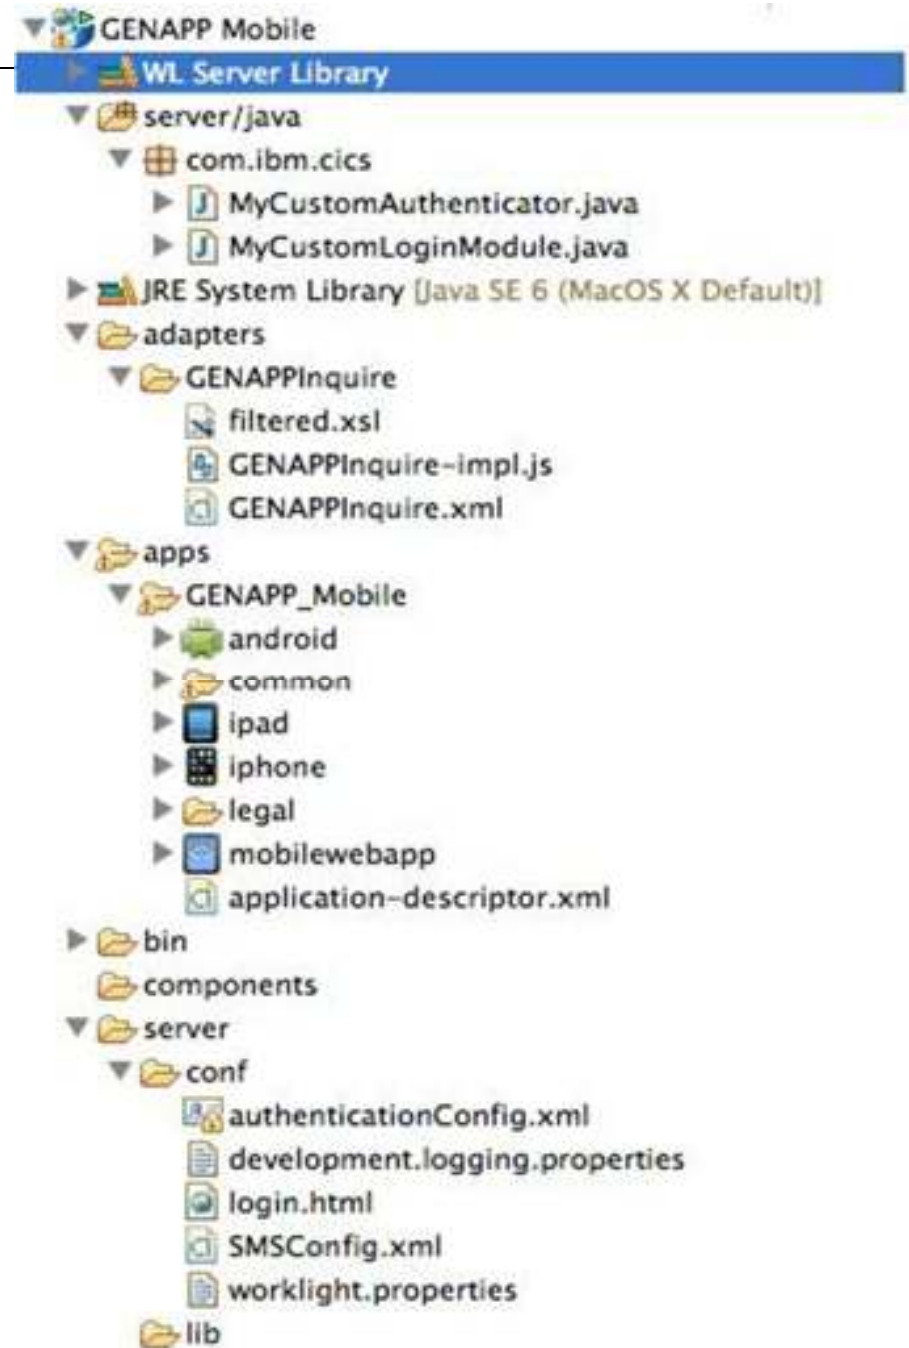 GENAPP Mobile
WL Server Library
server/java
com.ibm.cics
MyCustomAuthenticator.java
MyCustomLoginModule.java
JRE System Library [Java SE 6 (MacOS X Default)]
adapters
GENAPPInquire
filtered.xsl
GENAPPInquire-impl.js
GENAPPInquire.xml
apps
GENAPP_Mobile
android
common
ipad
iphone
legal
mobilewebapp
application-descriptor.xml
bin
components
server
conf
authenticationConfig.xml
development.logging.properties
login.html
SMSConfig.xml
worklight.properties
lib